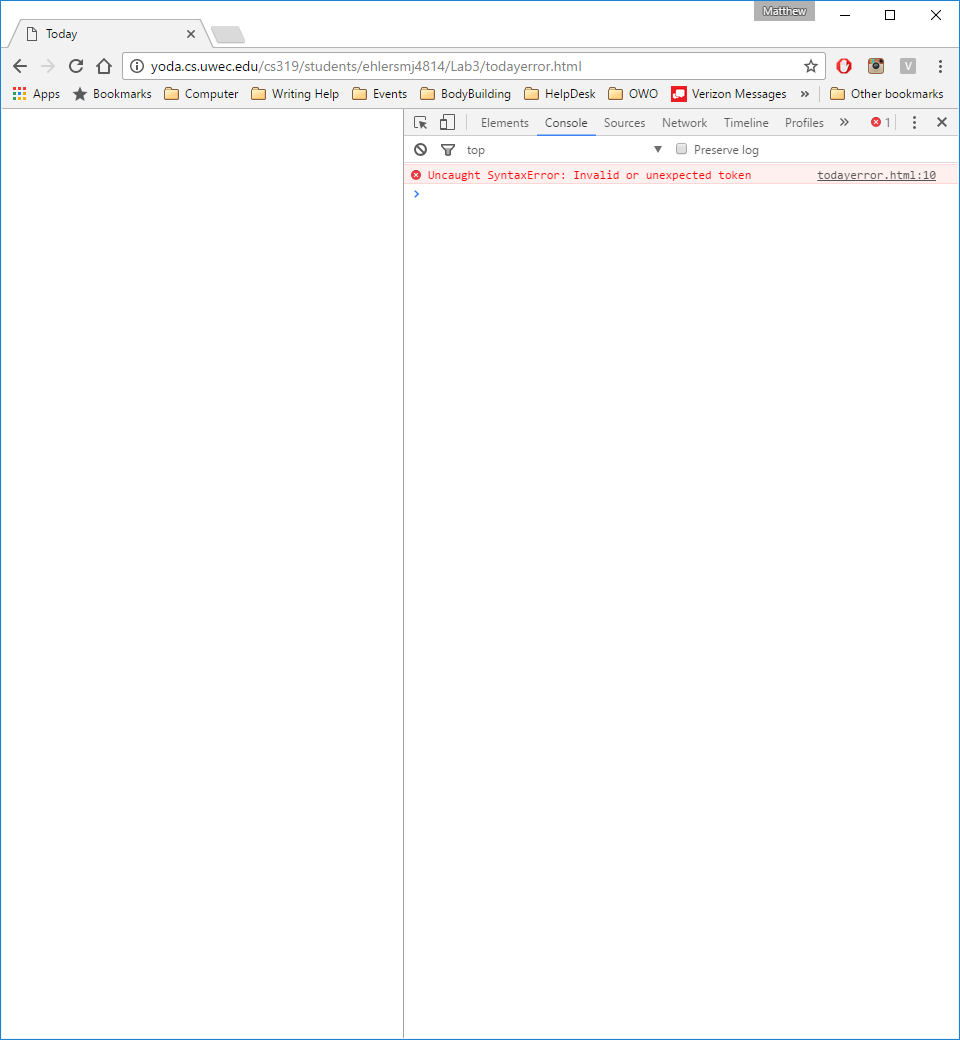 Matthew
Today
yoda.cs.uwec.edu/cs319/students/ehlersmj4814/Lab3/todayerror.html
V
Apps Bookmarks Computer Writing Help Events BodyBuilding HelpDesk OWO Verizon Messages » Other bookmarks
Elements Console Sources Network Timeline Profiles » 1
top Preserve log
Uncaught SyntaxError: Invalid or unexpected token todayerror.html:10
>